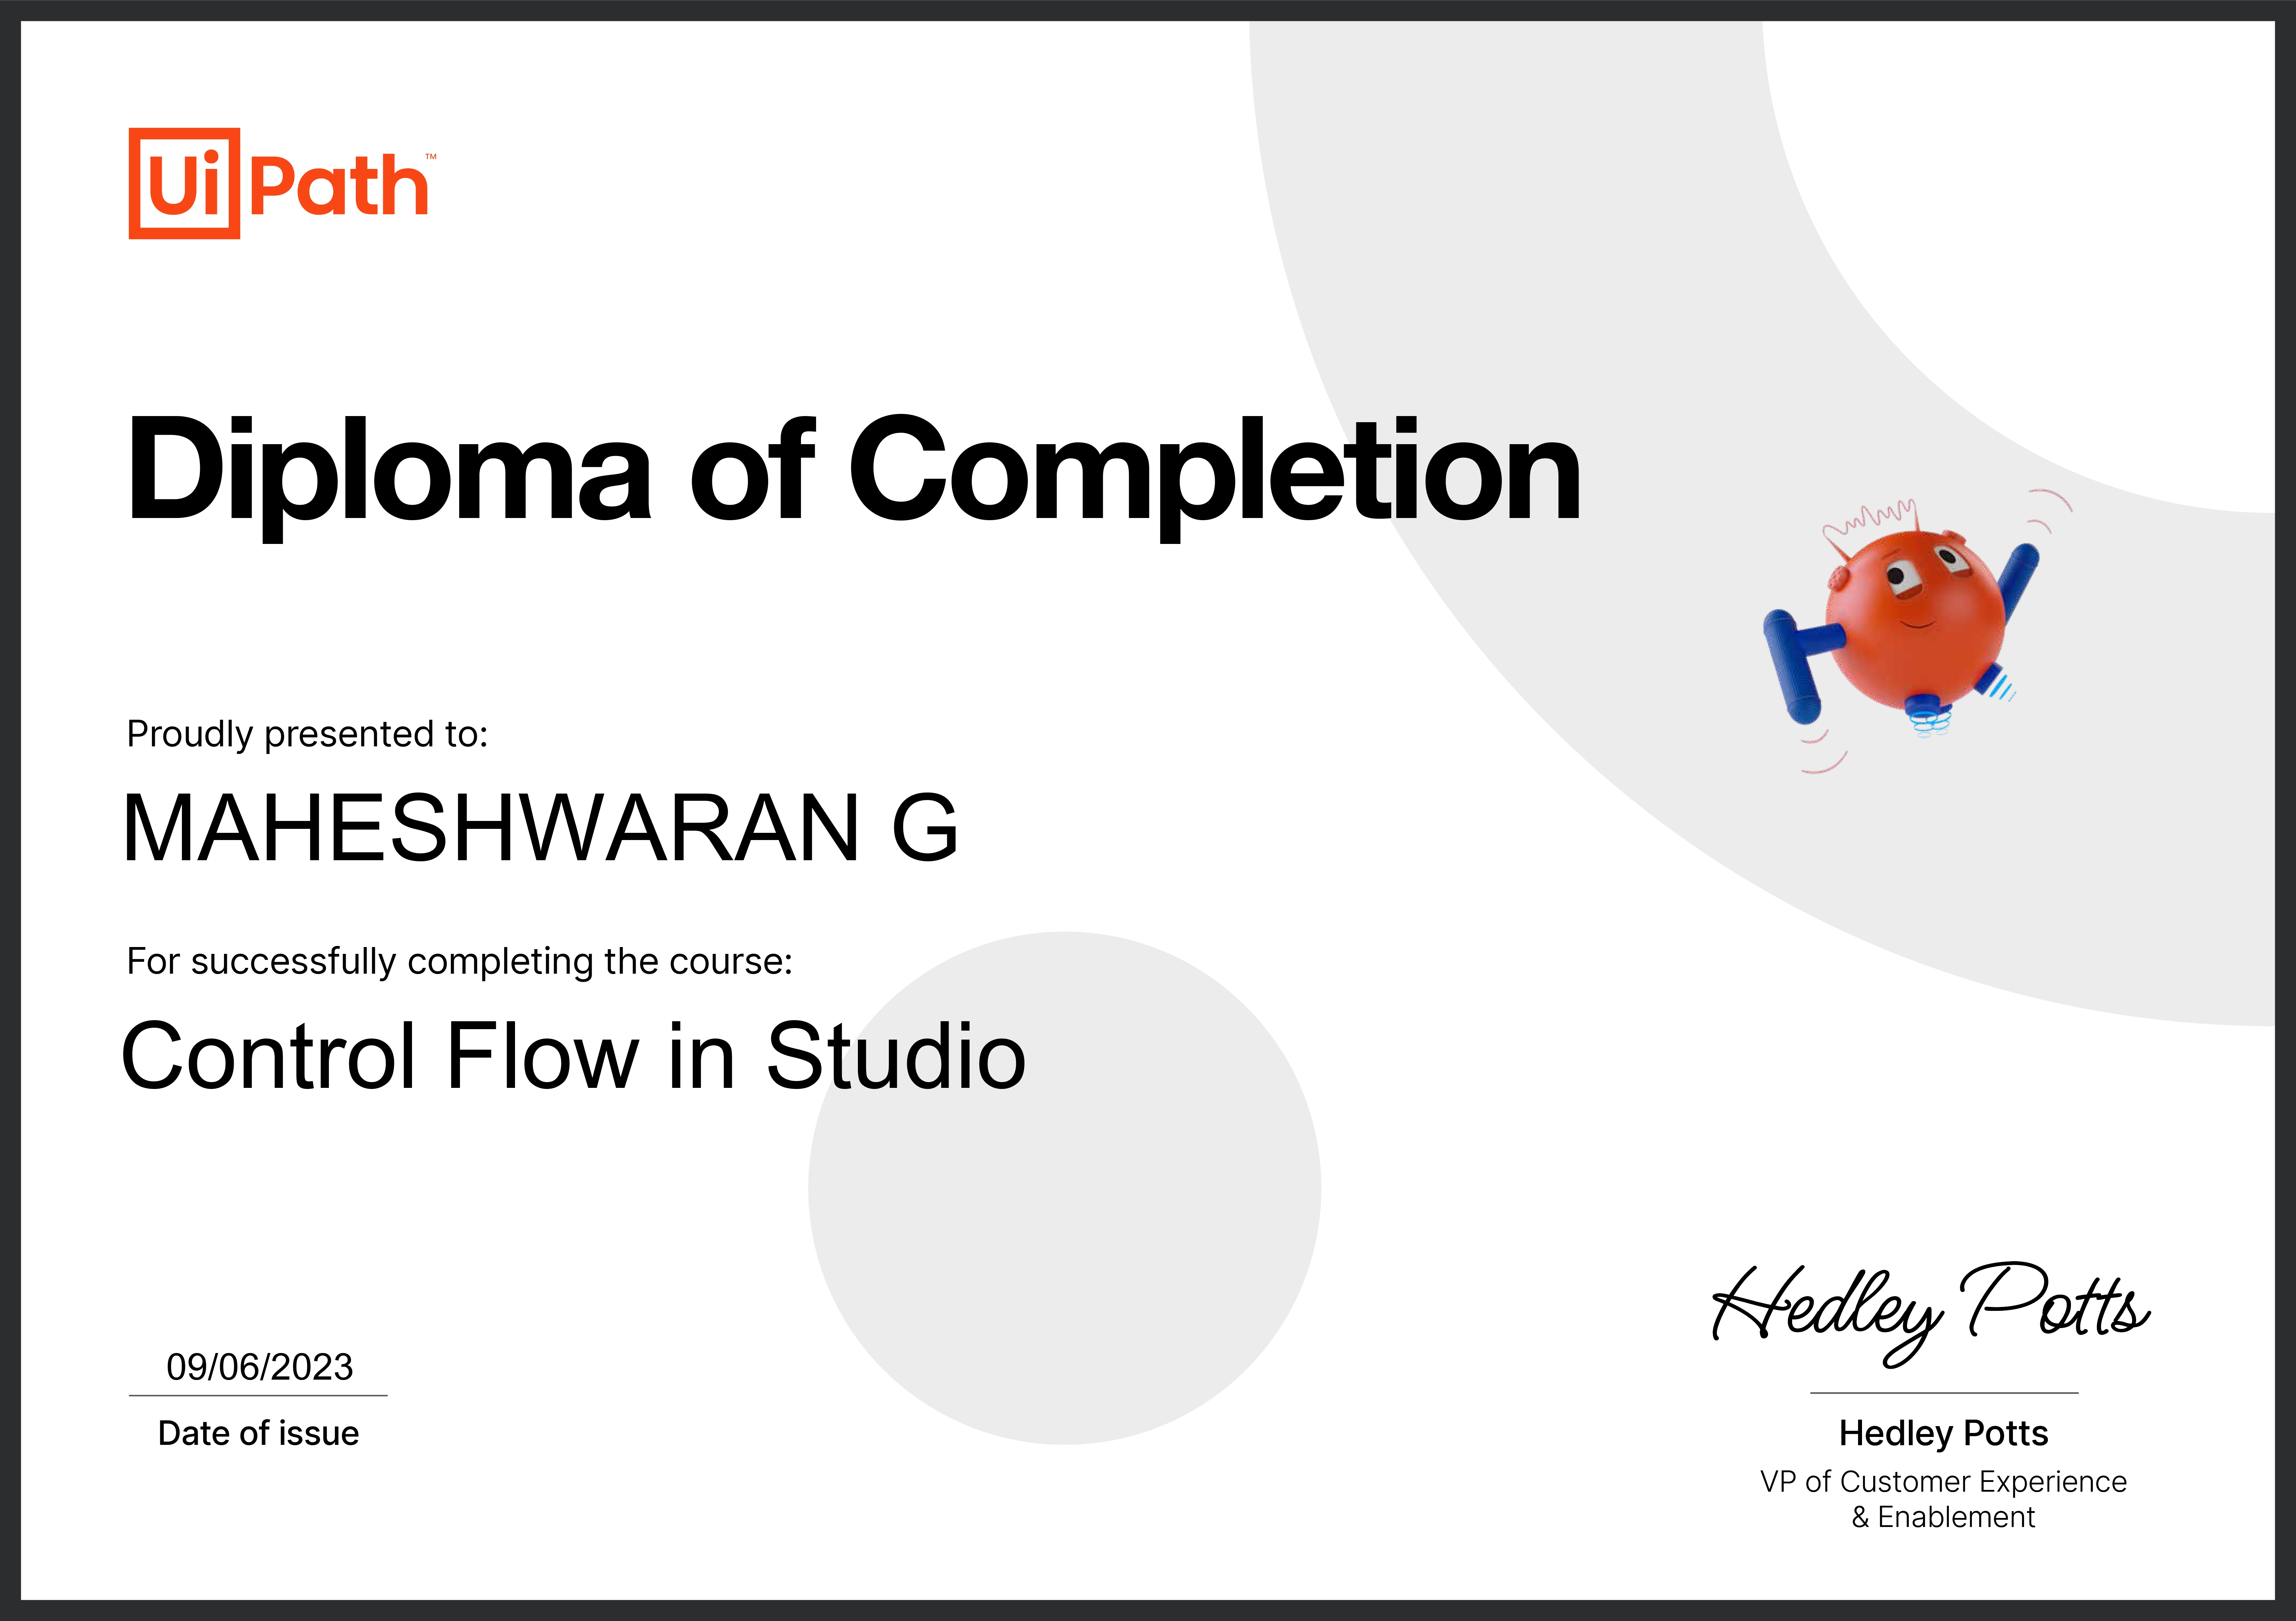 UiPath™
Diploma of Completion
Proudly presented to:
MAHESHWARAN G
For successfully completing the course:
Control Flow in Studio
09/06/2023
Date of issue
Hedley Potts
Hedley Potts
VP of Customer Experience
& Enablement